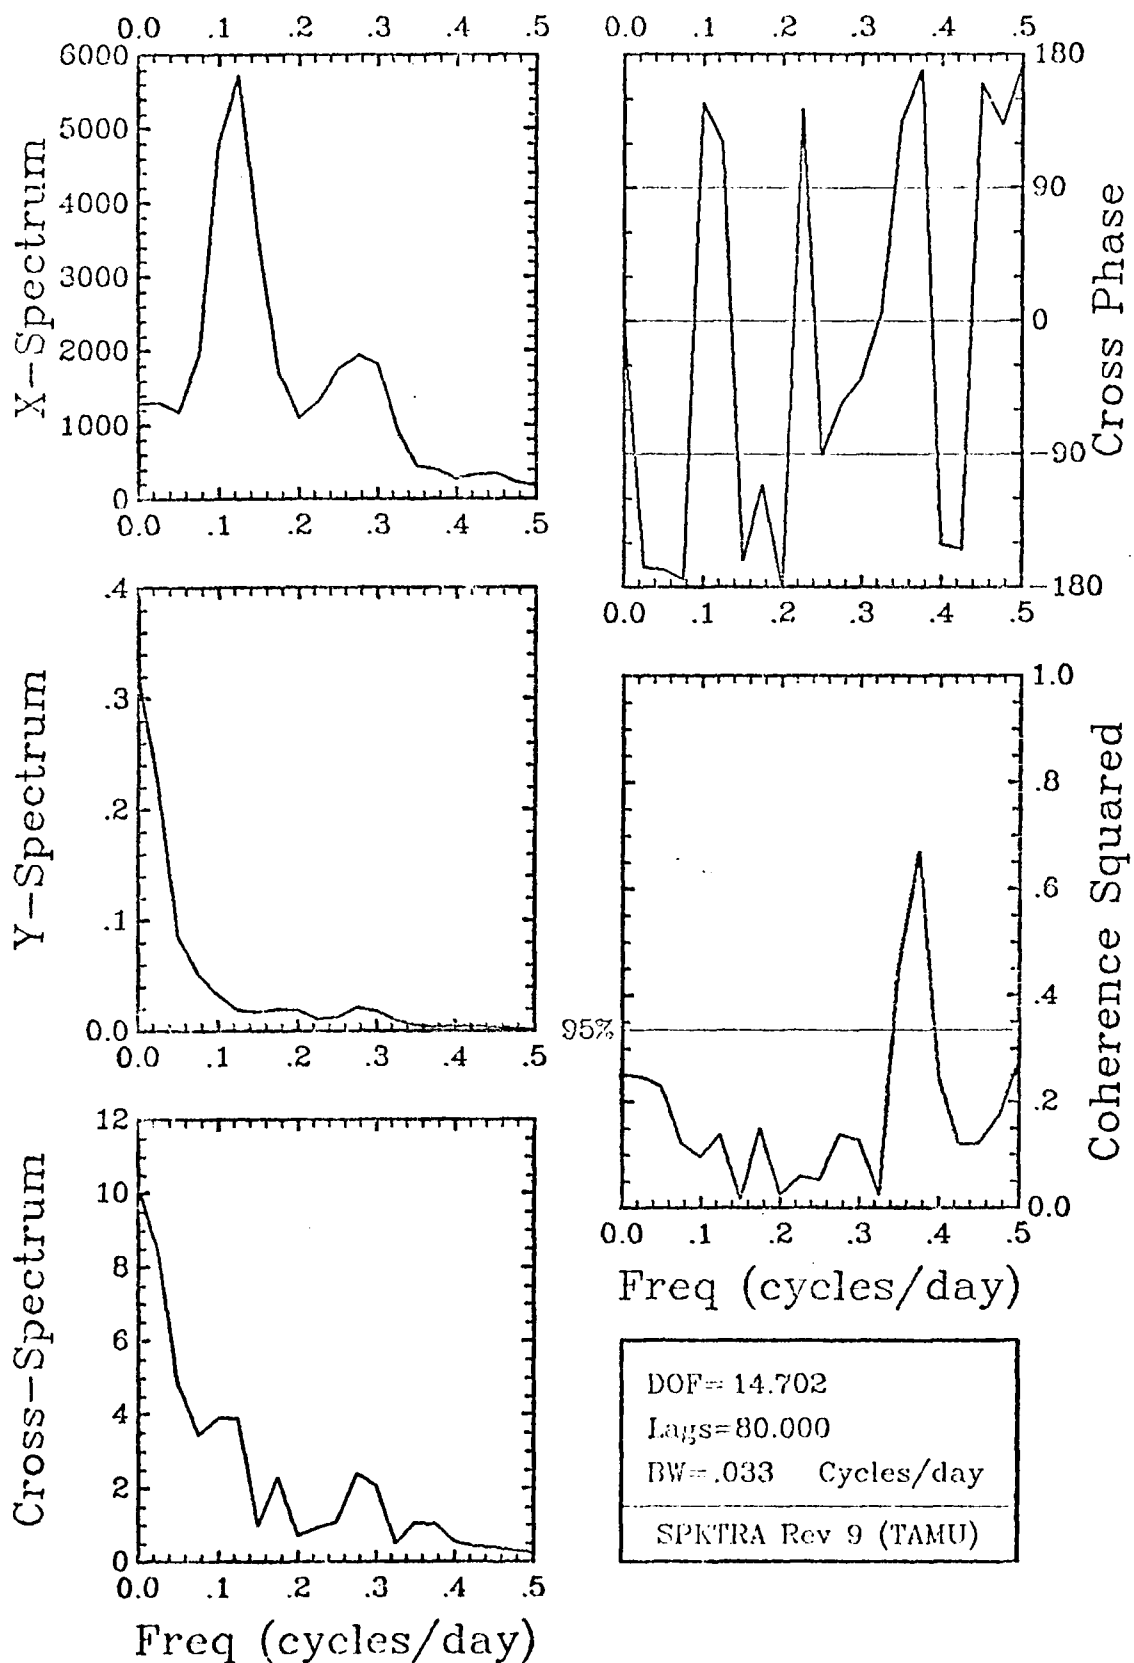 0.0 .1 .2 .3 .4 .5
6000
5000
4000
3000
2000
1000
0
X-Spectrum
0.0 .1 .2 .3 .4 .5
.4
.3
.2
.1
0.0
Y-Spectrum
0.0 .1 .2 .3 .4 .5
12
10
8
6
4
2
0
Cross-Spectrum
0.0 .1 .2 .3 .4 .5
Freq (cycles/day)
0.0 .1 .2 .3 .4 .5
180
90
0
-90
-180
Cross Phase
0.0 .1 .2 .3 .4 .5
1.0
.8
.6
.4
.2
0.0
95%
Coherence Squared
0.0 .1 .2 .3 .4 .5
Freq (cycles/day)
DOF=14.702
Lags=80.000
BW=.033 Cycles/day
SPKTRA Rev 9 (TAMU)